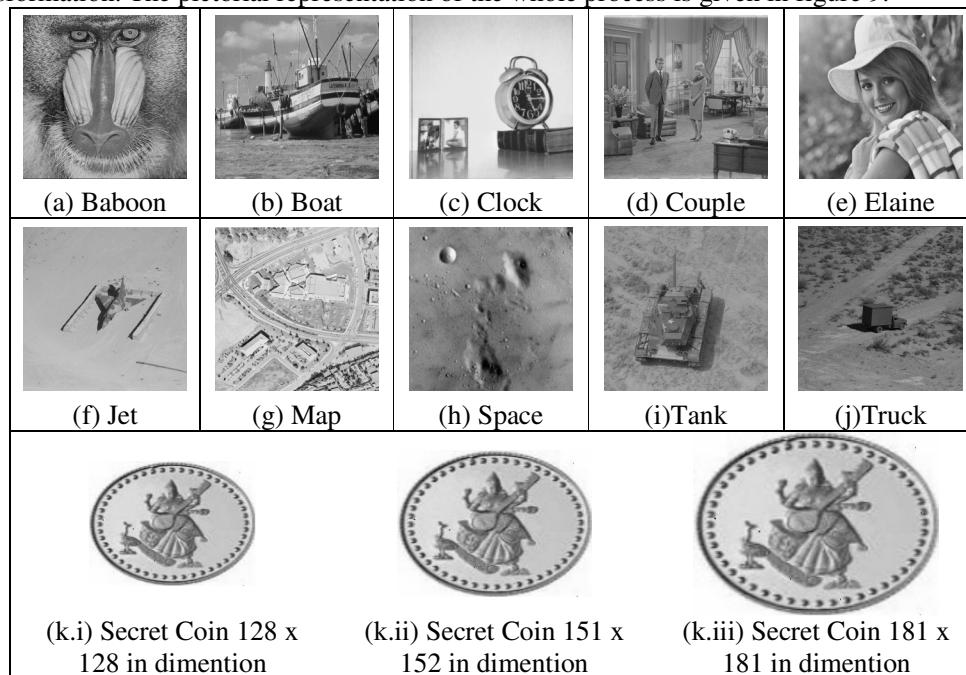 formation. The pictorial representation of the whole process is given in figure 9.
(a) Baboon
(b) Boat
(c) Clock
(d) Couple
(e) Elaine
(f) Jet
(g) Map
(h) Space
(i)Tank
(j)Truck
(k.i) Secret Coin 128 x
128 in dimention
(k.ii) Secret Coin 151 x
152 in dimention
(k.iii) Secret Coin 181 x
181 in dimention